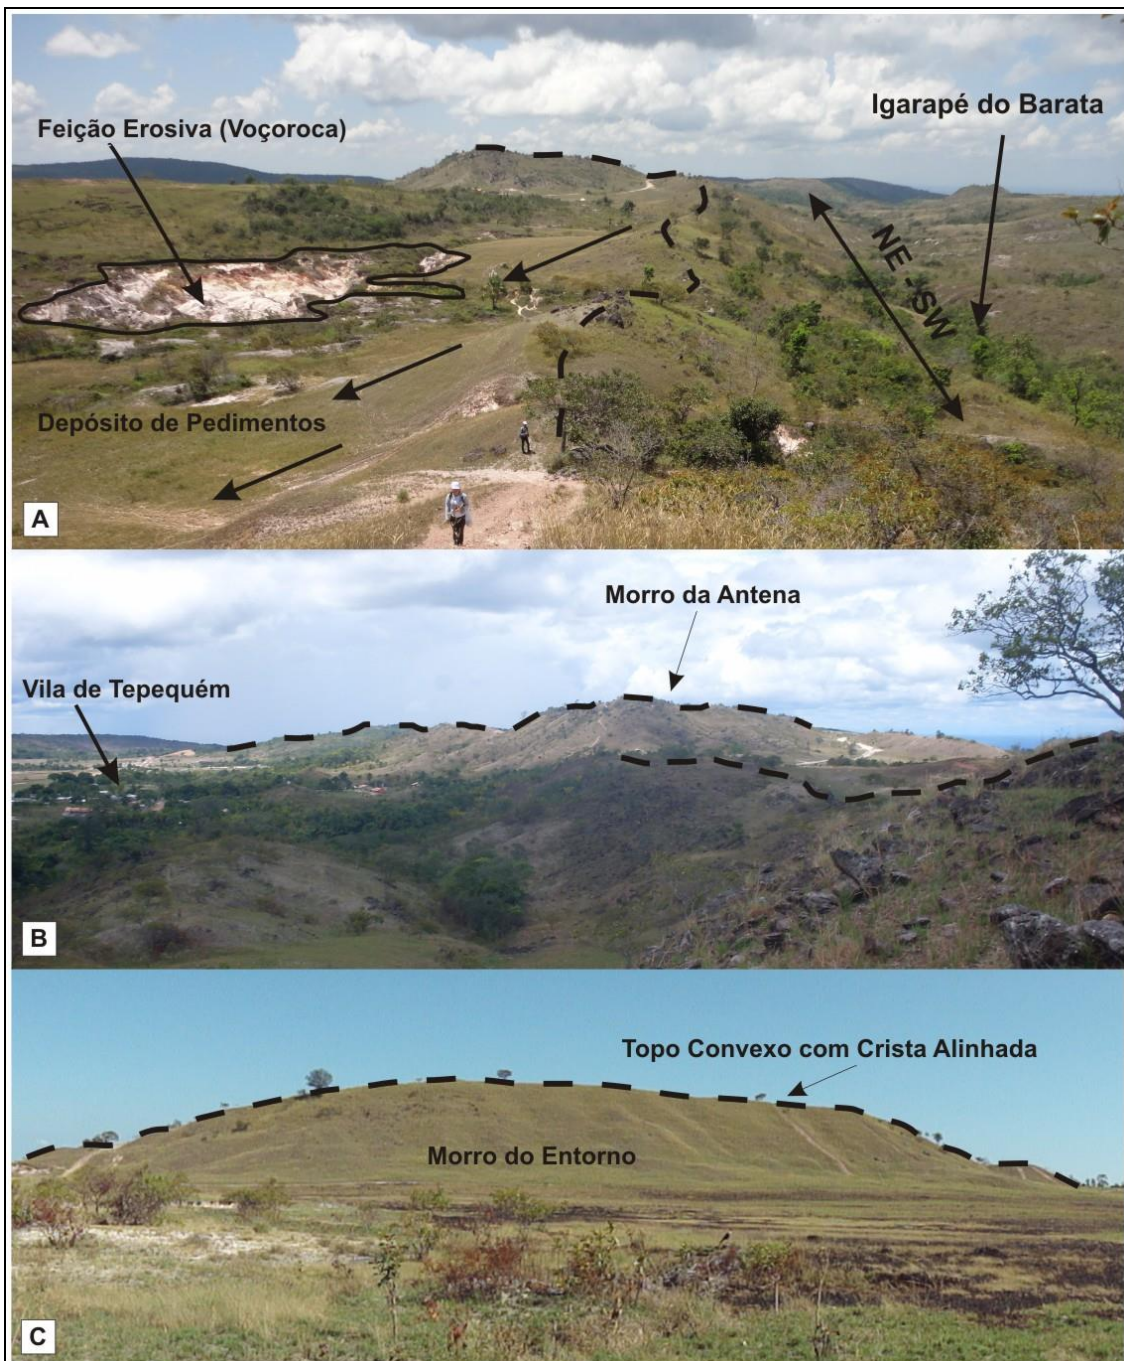 Igarapé do Barata
Feição Erosiva (Voçoroca)
NE-SW
Depósito de Pedimentos
A
Morro da Antena
Vila de Tepequém
B
Topo Convexo com Crista Alinhada
Morro do Entorno
C